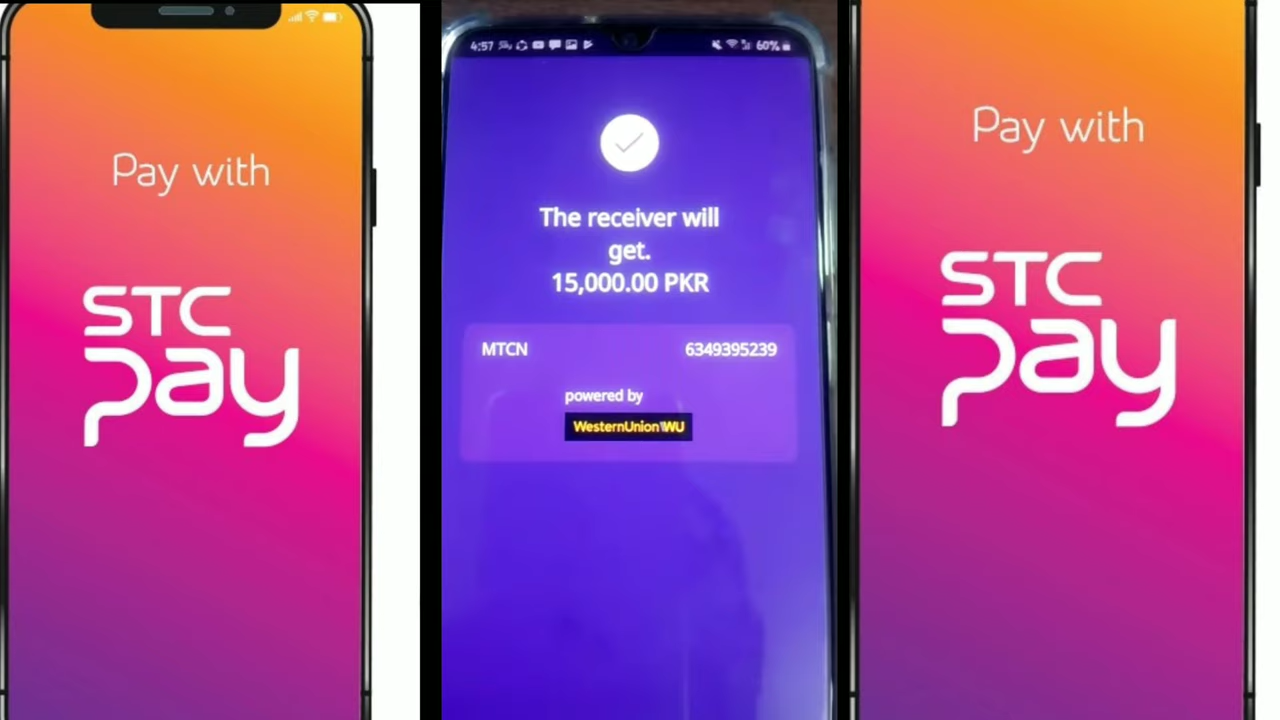 Pay with
STC
pay
4:57
60%
The receiver will
get.
15,000.00 PKR
MTCN 6349395239
powered by
WesternUnion WU
Pay with
STC
pay